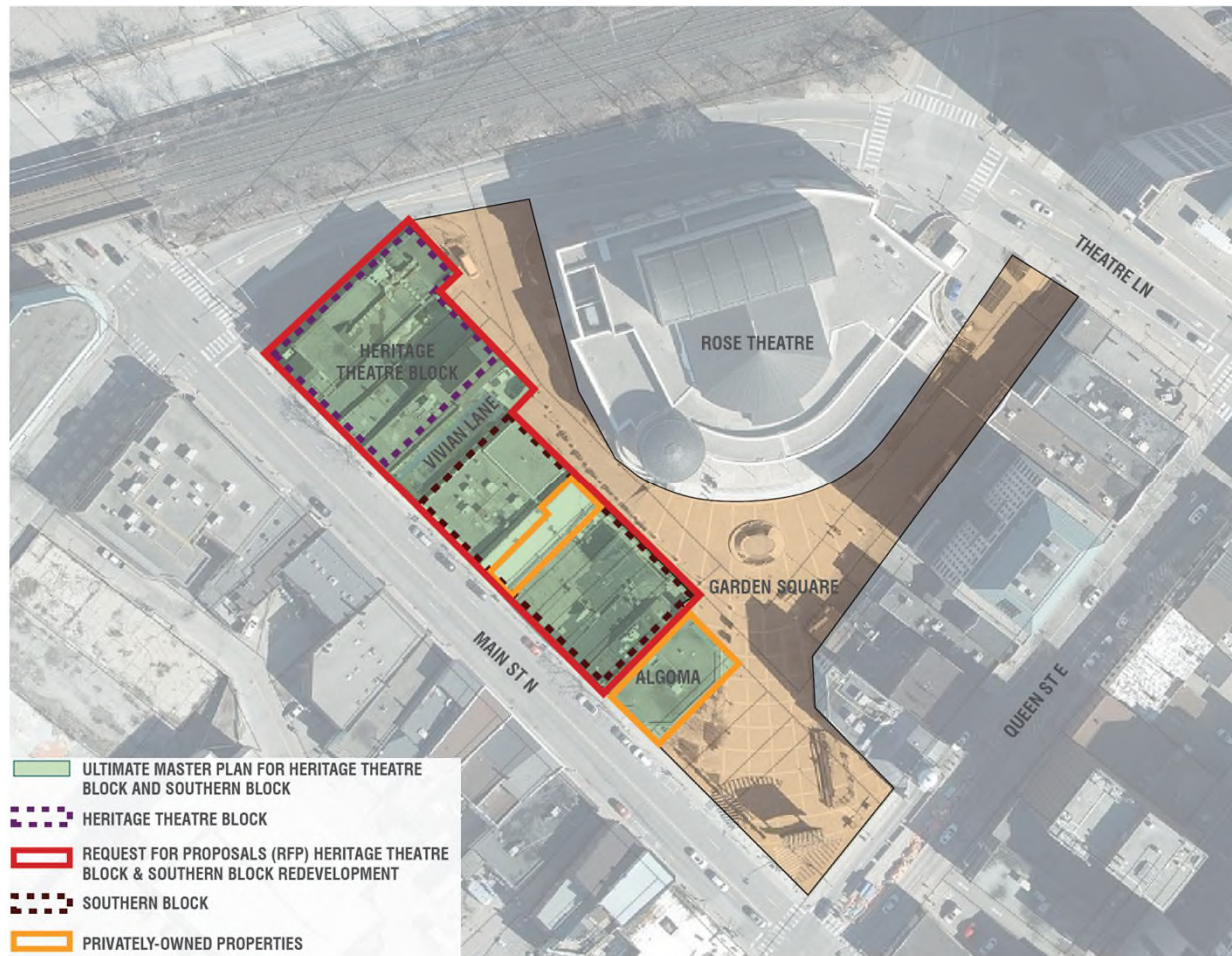 THEATRE LN
ROSE THEATRE
HERITAGE
THEATRE BLOCK
VIVIAN LANE
GARDEN SQUARE
MAIN ST N
ALGOMA
QUEEN ST E
ULTIMATE MASTER PLAN FOR HERITAGE THEATRE
BLOCK AND SOUTHERN BLOCK
HERITAGE THEATRE BLOCK
REQUEST FOR PROPOSALS (RFP) HERITAGE THEATRE
BLOCK & SOUTHERN BLOCK REDEVELOPMENT
SOUTHERN BLOCK
PRIVATELY-OWNED PROPERTIES